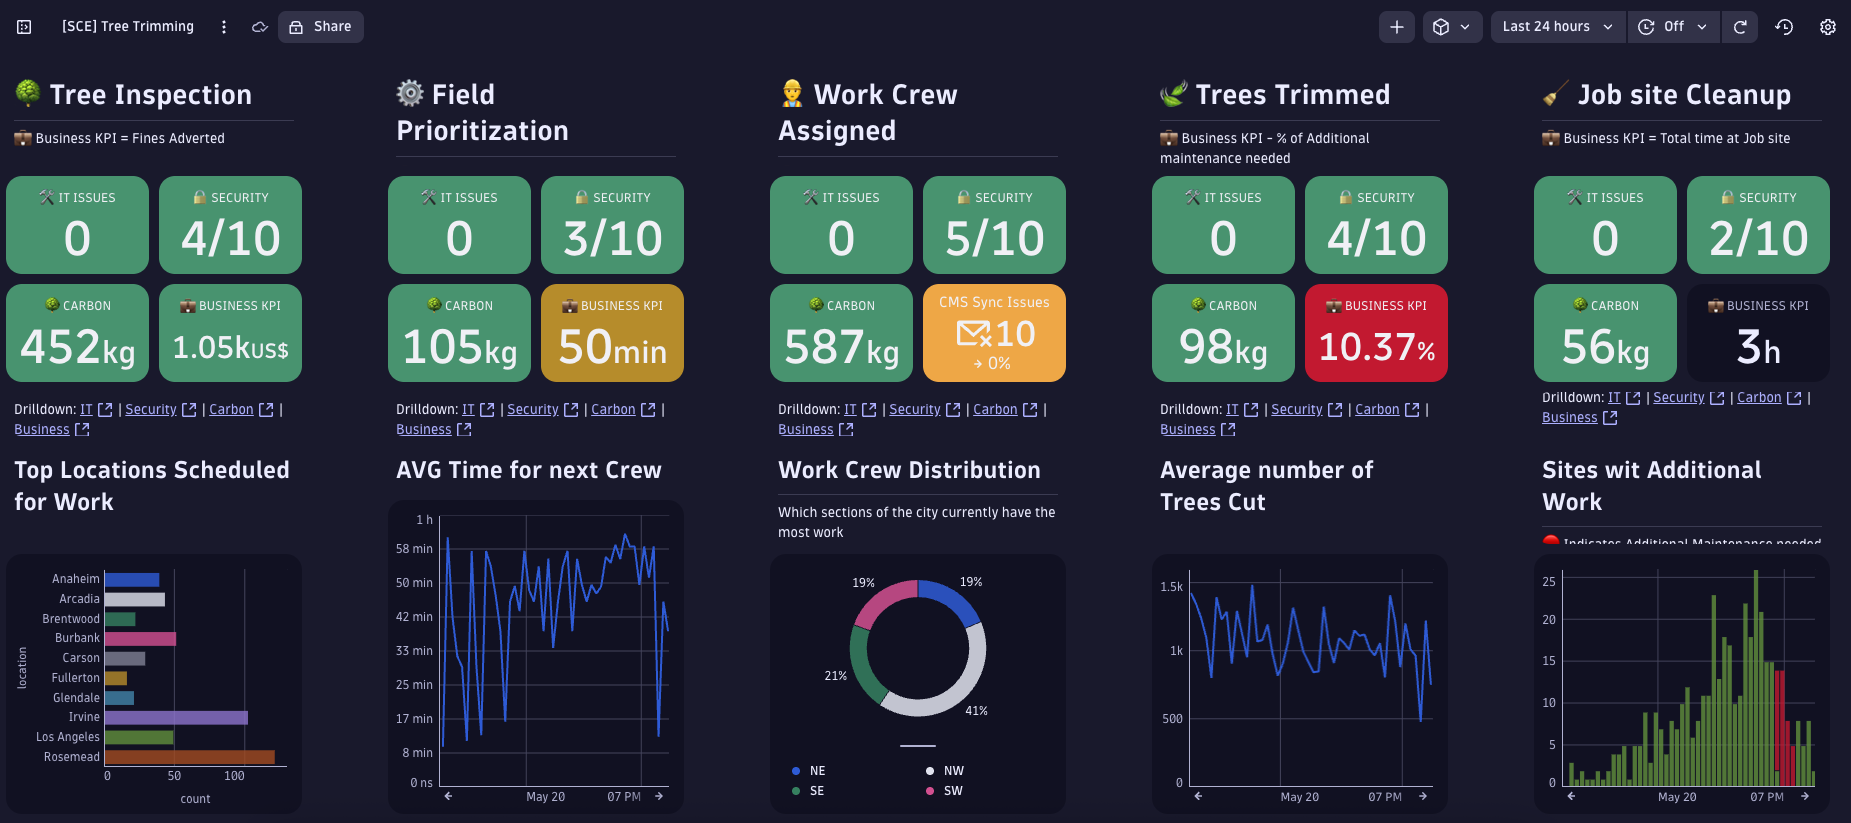 [SCE] Tree Trimming
Share
Last 24 hours
Off
Tree Inspection
Business KPI = Fines Adverted
IT ISSUES
0
SECURITY
4/10
CARBON
452kg
BUSINESS KPI
1.05kUS$
Drilldown: IT | Security | Carbon |
Business
Top Locations Scheduled
for Work
location
Anaheim
Arcadia
Brentwood
Burbank
Carson
Fullerton
Glendale
Irvine
Los Angeles
Rosemead
0 50 100
count
Field
Prioritization
IT ISSUES
0
SECURITY
3/10
CARBON
105kg
BUSINESS KPI
50min
Drilldown: IT | Security | Carbon |
Business
AVG Time for next Crew
1 h
58 min
50 min
42 min
33 min
25 min
17 min
8 min
0 ns
May 20 07 PM
Work Crew
Assigned
IT ISSUES
0
SECURITY
5/10
CARBON
587kg
CMS Sync Issues
10
→ 0%
Drilldown: IT | Security | Carbon |
Business
Work Crew Distribution
Which sections of the city currently have the
most work
19% 19%
21%
41%
NE NW
SE SW
Trees Trimmed
Business KPI - % of Additional
maintenance needed
IT ISSUES
0
SECURITY
4/10
CARBON
98kg
BUSINESS KPI
10.37%
Drilldown: IT | Security | Carbon |
Business
Average number of
Trees Cut
1.5k
1k
500
0
May 20 07 PM
Job site Cleanup
Business KPI = Total time at Job site
IT ISSUES
0
SECURITY
2/10
CARBON
56kg
BUSINESS KPI
3h
Drilldown: IT | Security | Carbon |
Business
Sites wit Additional
Work
Indicates Additional Maintenance needed
25
20
15
10
5
0
May 20 07 PM